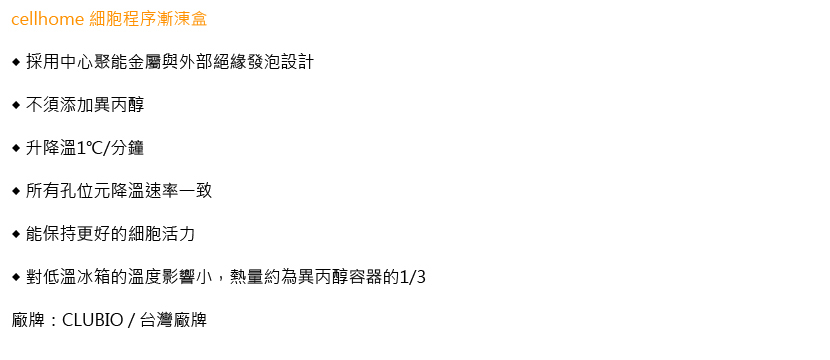 cellhome 細胞程序漸涷盒
◆ 採用中心聚能金屬與外部絕緣發泡設計
◆ 不須添加異丙醇
◆ 升降溫1℃/分鐘
◆ 所有孔位元降溫速率一致
◆ 能保持更好的細胞活力
◆ 對低溫冰箱的溫度影響小，熱量約為異丙醇容器的1/3
廠牌：CLUBIO / 台灣廠牌